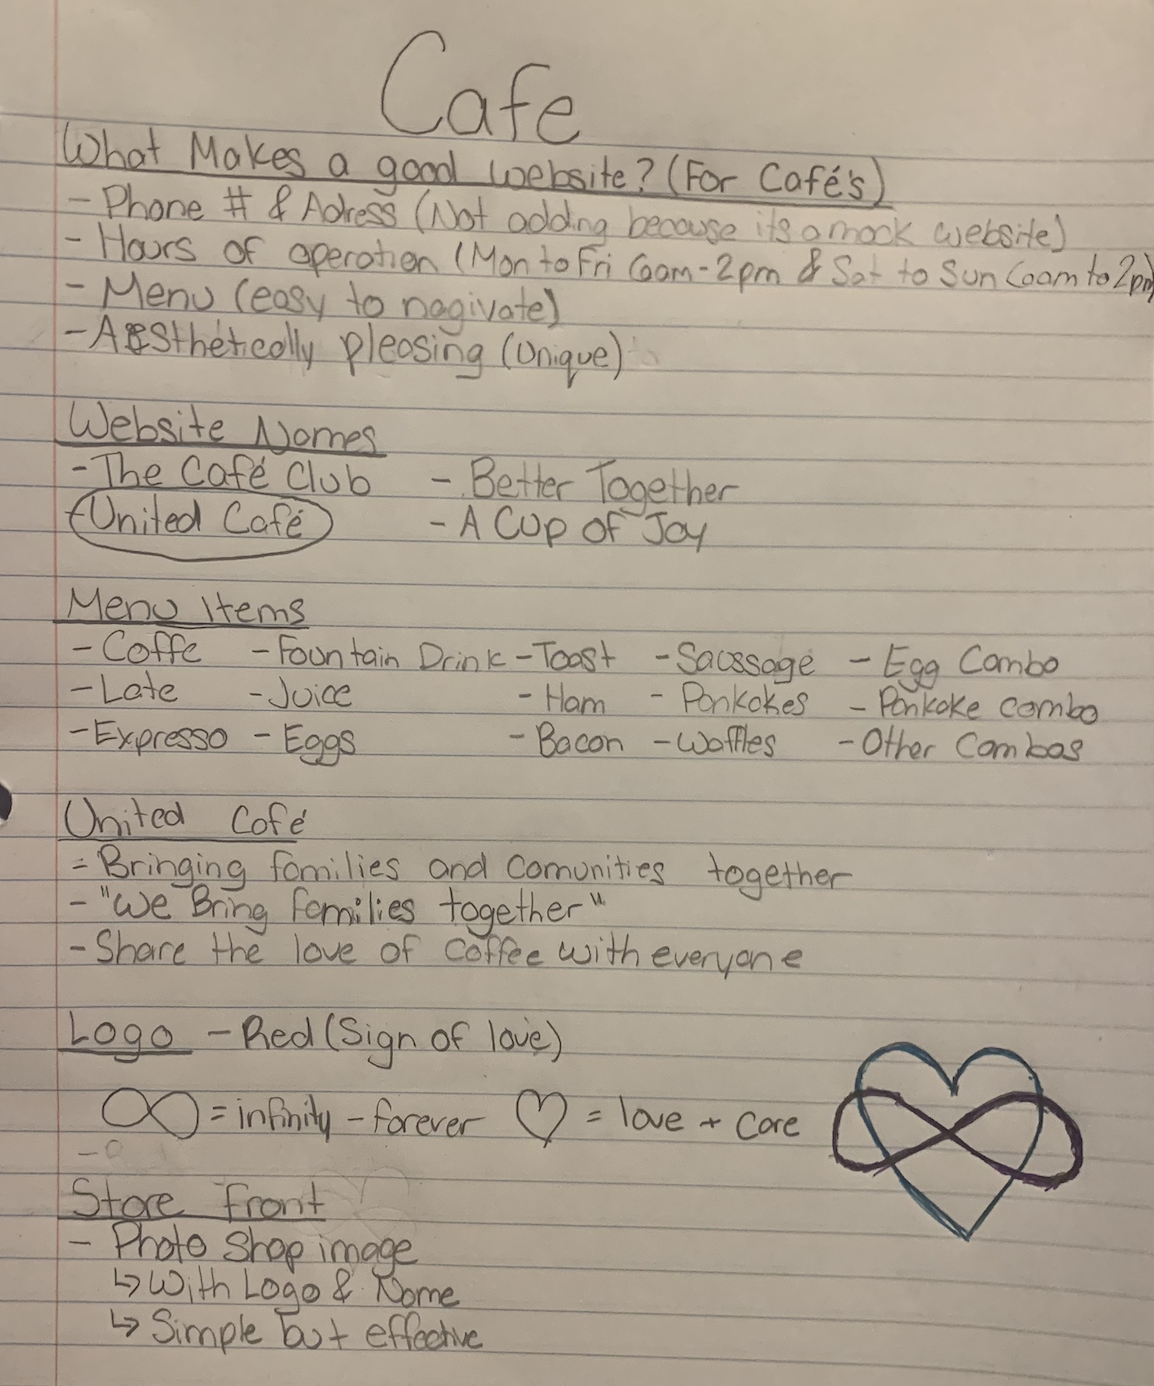 Cafe
What Makes a good website? (For Café's)
- Phone # & Adress (Not adding because its a mock website)
- Hours of operation (Mon to Fri 6am-2pm & Sat to Sun 6am to 2pm)
- Menu (easy to nagivate)
- Aesthetically pleasing (Unique)
Website Names
- The Café Club - Better Together
- United Café - A Cup of Joy
Menu Items
- Coffe - Fountain Drink - Toast - Saussage - Egg Combo
- Late - Juice - Ham - Pankakes - Pankake combo
- Expresso - Eggs - Bacon - Waffles - Other Combos
United Café
- Bringing families and Comunities together
- "We Bring families together"
- Share the love of coffee with everyone
Logo - Red (Sign of love)
∞ = infinity - forever ♡ = love + care
Store Front
- Photo Shop image
↳ With Logo & Name
↳ Simple but effective